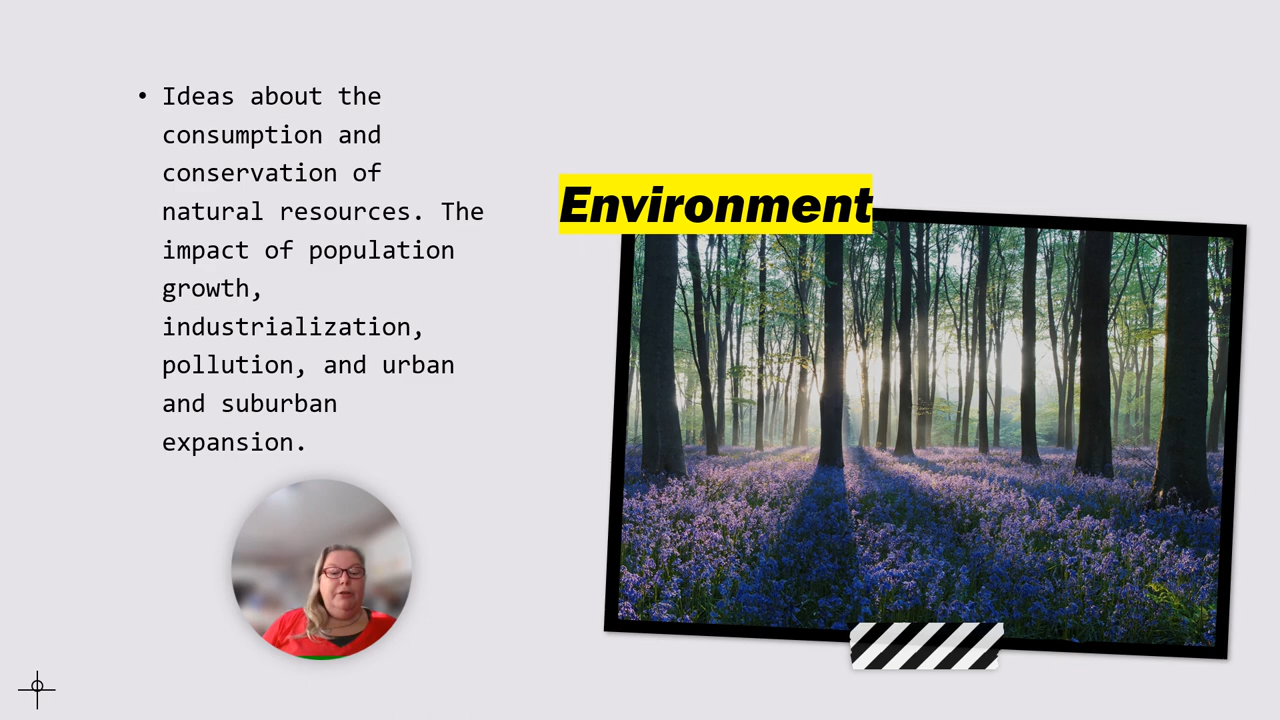 • Ideas about the
consumption and
conservation of
natural resources. The
impact of population
growth,
industrialization,
pollution, and urban
and suburban
expansion.
Environment